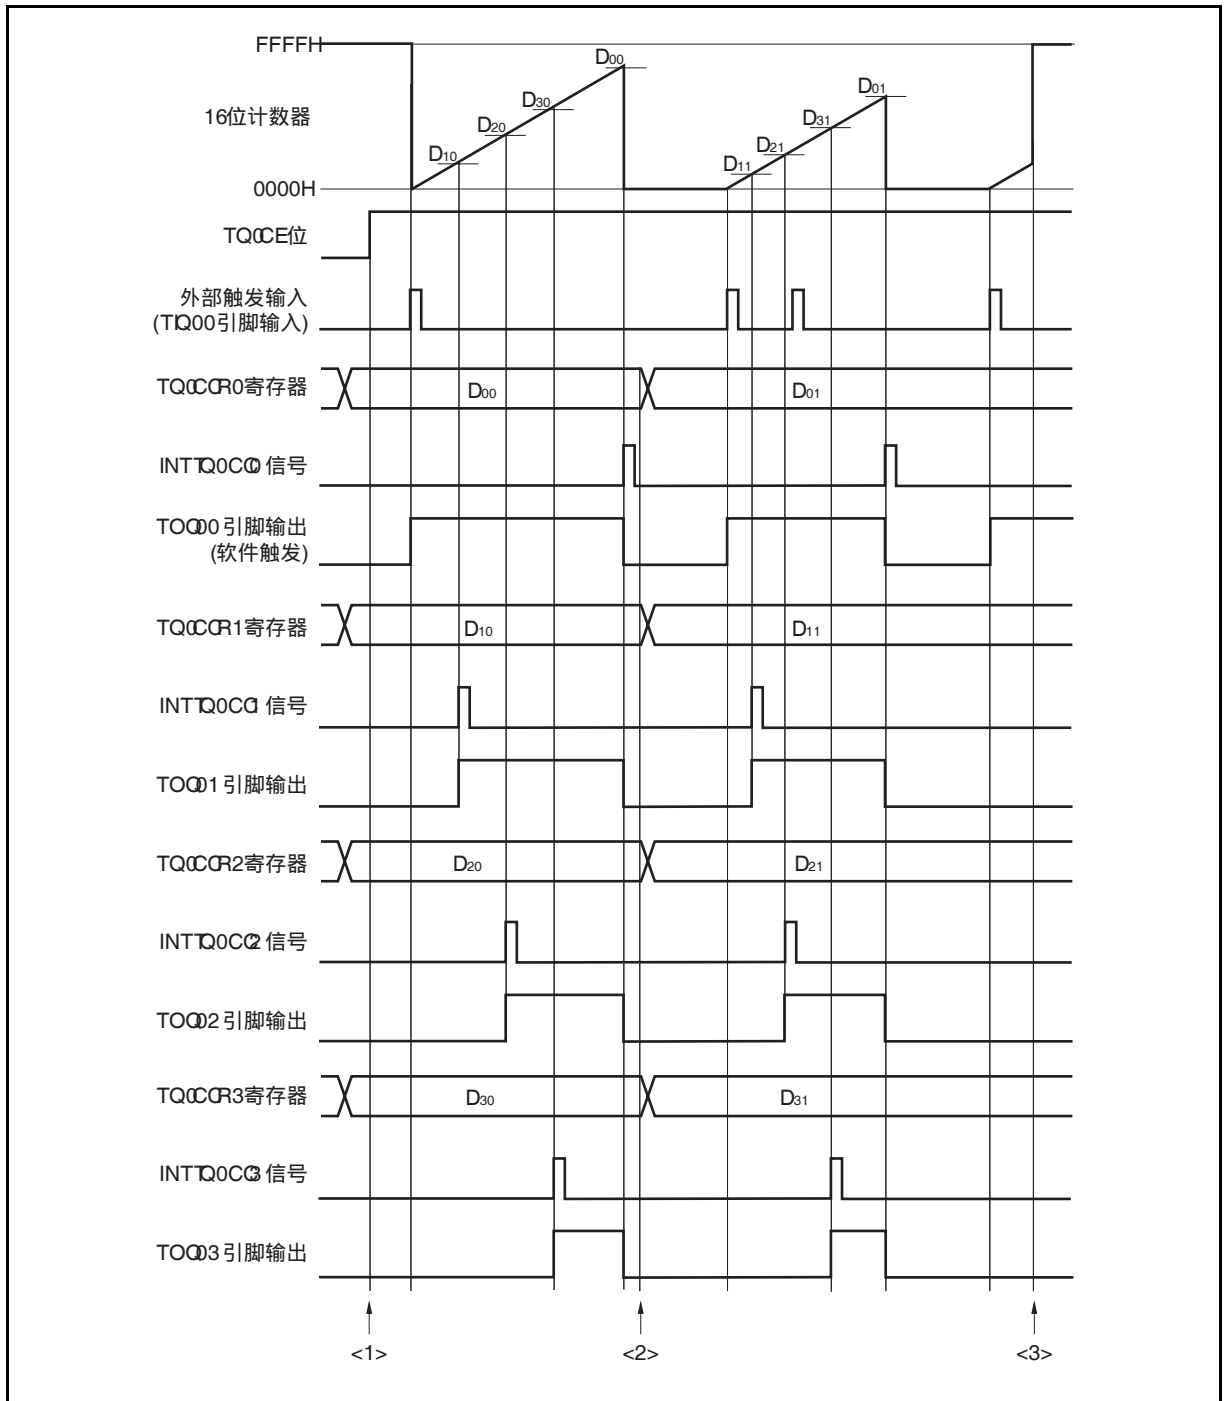 FFFFH
D00
D01
D30
D31
16位计数器
D20
D21
D10
D11
0000H
TQ0CE位
外部触发输入
(TIQ00引脚输入)
TQ0CCR0寄存器
D00
D01
INTTQ0CC0 信号
TOQ00 引脚输出
(软件触发)
TQ0CCR1寄存器
D10
D11
INTTQ0CC1 信号
TOQ01 引脚输出
TQ0CCR2寄存器
D20
D21
INTTQ0CC2 信号
TOQ02 引脚输出
TQ0CCR3寄存器
D30
D31
INTTQ0CC3 信号
TOQ03 引脚输出
<1>
<2>
<3>